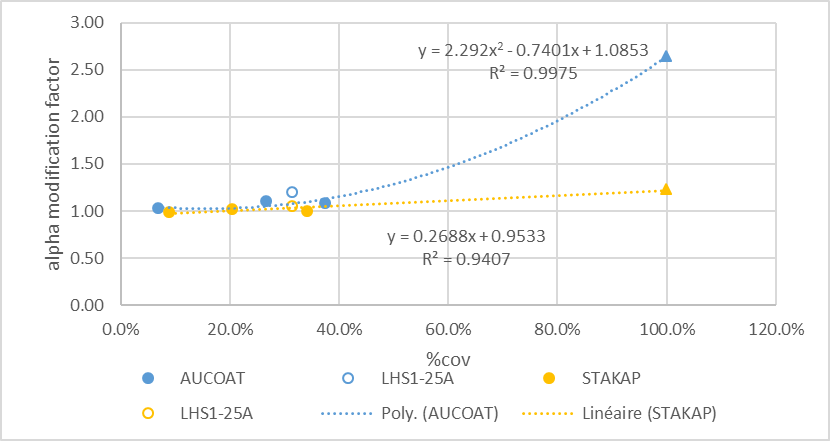 3.00
2.50
2.00
1.50
1.00
0.50
0.00
alpha modification factor
y = 2.292x² - 0.7401x + 1.0853
R² = 0.9975
y = 0.2688x + 0.9533
R² = 0.9407
0.0% 20.0% 40.0% 60.0% 80.0% 100.0% 120.0%
%cov
AUCOAT LHS1-25A STAKAP
LHS1-25A Poly. (AUCOAT) Linéaire (STAKAP)